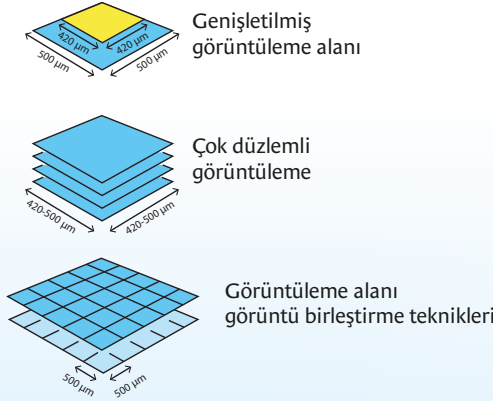 Genişletilmiş
görüntüleme alanı
420 µm
420 µm
500 µm
500 µm
Çok düzlemli
görüntüleme
420-500 µm
420-500 µm
Görüntüleme alanı
görüntü birleştirme teknikleri
500 µm
500 µm